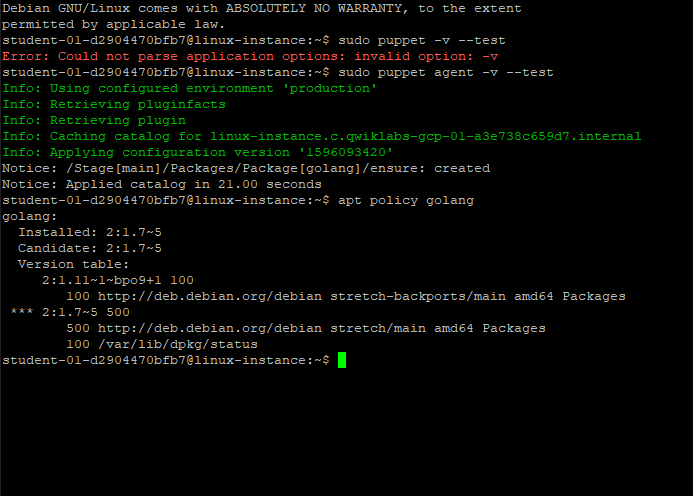 Debian GNU/Linux comes with ABSOLUTELY NO WARRANTY, to the extent
permitted by applicable law.
student-01-d2904470bfb7@linux-instance:~$ sudo puppet -v --test
Error: Could not parse application options: invalid option: -v
student-01-d2904470bfb7@linux-instance:~$ sudo puppet agent -v --test
Info: Using configured environment 'production'
Info: Retrieving pluginfacts
Info: Retrieving plugin
Info: Caching catalog for linux-instance.c.qwiklabs-gcp-01-a3e738c659d7.internal
Info: Applying configuration version '1596093420'
Notice: /Stage[main]/Packages/Package[golang]/ensure: created
Notice: Applied catalog in 21.00 seconds
student-01-d2904470bfb7@linux-instance:~$ apt policy golang
golang:
  Installed: 2:1.7~5
  Candidate: 2:1.7~5
  Version table:
     2:1.11~1~bpo9+1 100
        100 http://deb.debian.org/debian stretch-backports/main amd64 Packages
 *** 2:1.7~5 500
        500 http://deb.debian.org/debian stretch/main amd64 Packages
        100 /var/lib/dpkg/status
student-01-d2904470bfb7@linux-instance:~$